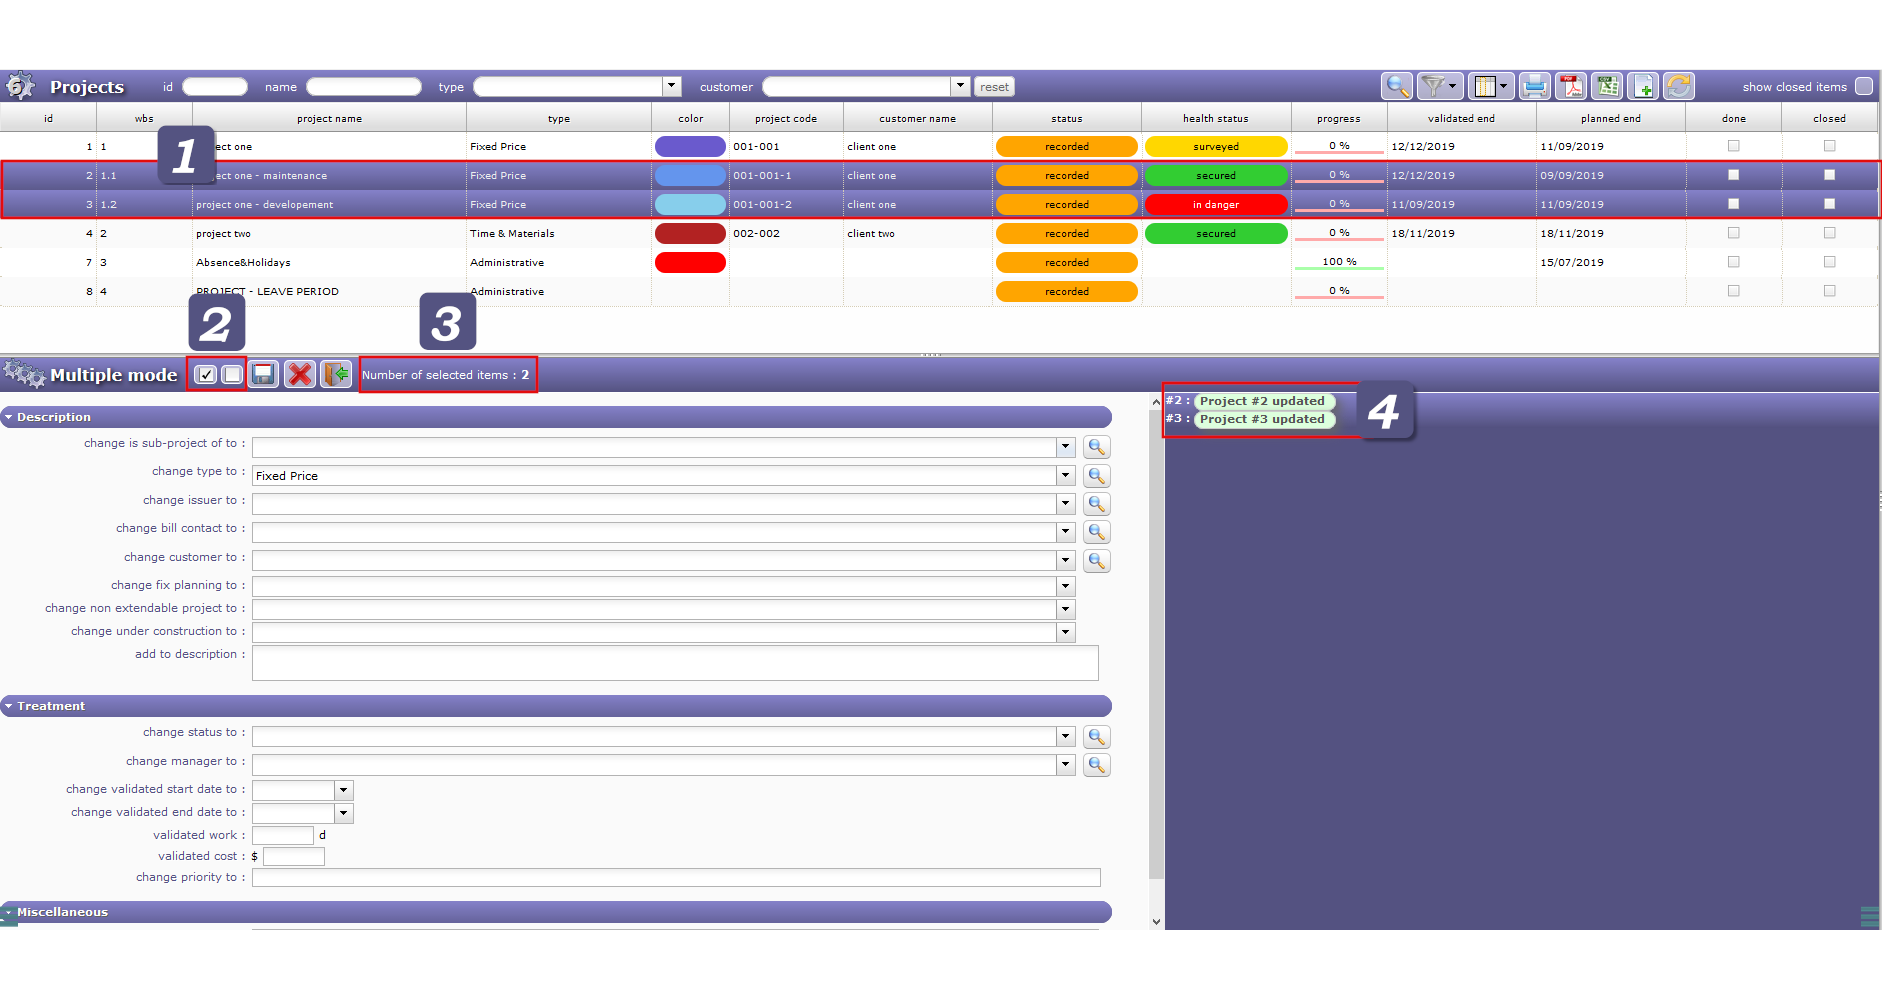 Projects id name type customer reset show closed items
id wbs project name type color project code customer name status health status progress validated end planned end done closed
1 1 ect one Fixed Price 001-001 client one recorded surveyed 0 % 12/12/2019 11/09/2019
1
2 1.1 ect one - maintenance Fixed Price 001-001-1 client one recorded secured 0 % 12/12/2019 09/09/2019
3 1.2 project one - developement Fixed Price 001-001-2 client one recorded in danger 0 % 11/09/2019 11/09/2019
4 2 project two Time & Materials 002-002 client two recorded secured 0 % 18/11/2019 18/11/2019
7 3 Absence&Holidays Administrative recorded 100 % 15/07/2019
8 4 PROJECT - LEAVE PERIOD Administrative recorded 0 %
2 3
Multiple mode Number of selected items : 2
#2 : Project #2 updated
#3 : Project #3 updated
4
Description
change is sub-project of to :
change type to : Fixed Price
change issuer to :
change bill contact to :
change customer to :
change fix planning to :
change non extendable project to :
change under construction to :
add to description :
Treatment
change status to :
change manager to :
change validated start date to :
change validated end date to :
validated work : d
validated cost : $
change priority to :
Miscellaneous